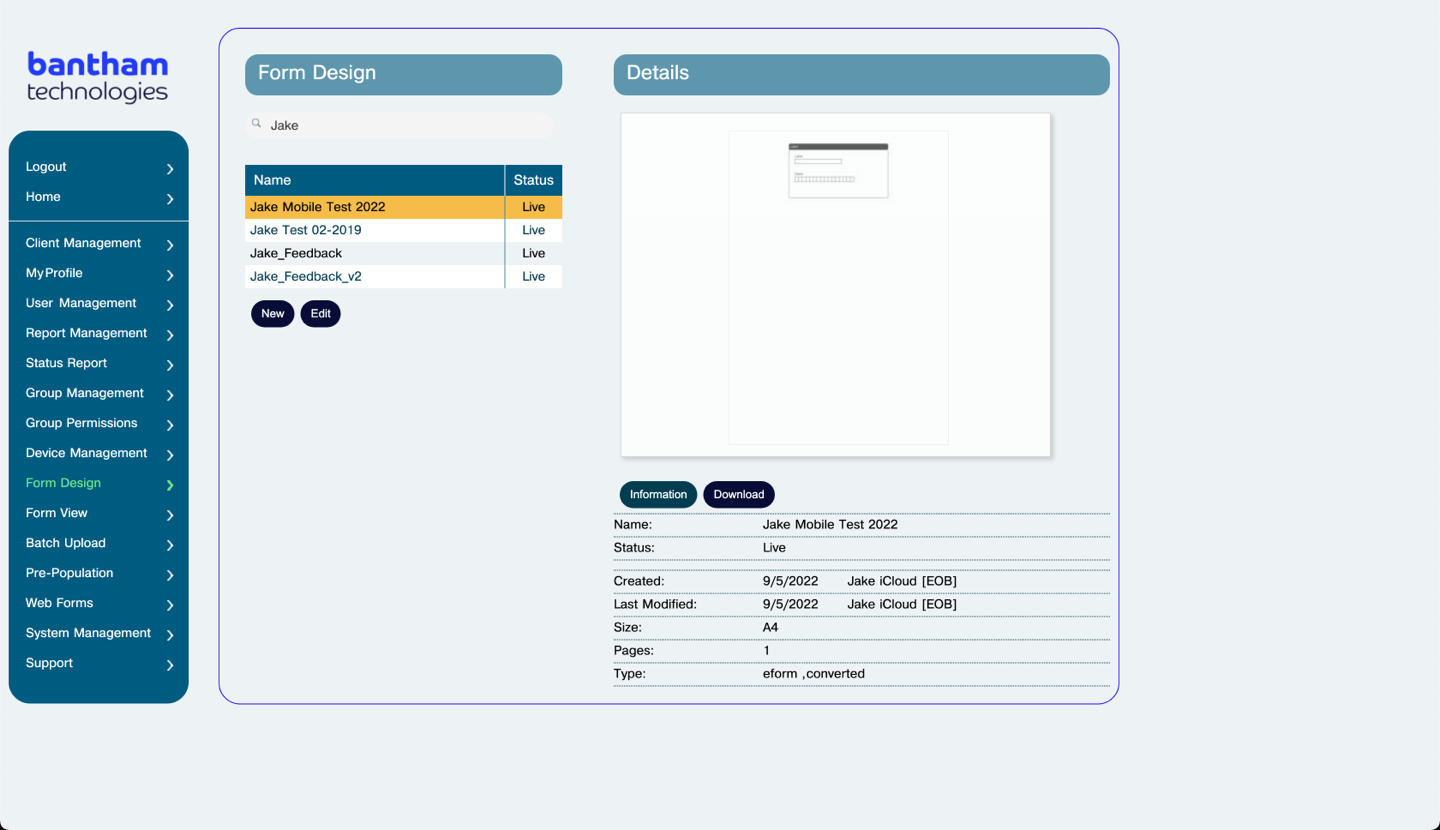 bantham
technologies
Logout
Home
Client Management
My Profile
User Management
Report Management
Status Report
Group Management
Group Permissions
Device Management
Form Design
Form View
Batch Upload
Pre-Population
Web Forms
System Management
Support
Form Design
Jake
Name Status
Jake Mobile Test 2022 Live
Jake Test 02-2019 Live
Jake_Feedback Live
Jake_Feedback_v2 Live
New Edit
Details
Information Download
Name: Jake Mobile Test 2022
Status: Live
Created: 9/5/2022 Jake iCloud [EOB]
Last Modified: 9/5/2022 Jake iCloud [EOB]
Size: A4
Pages: 1
Type: eform ,converted